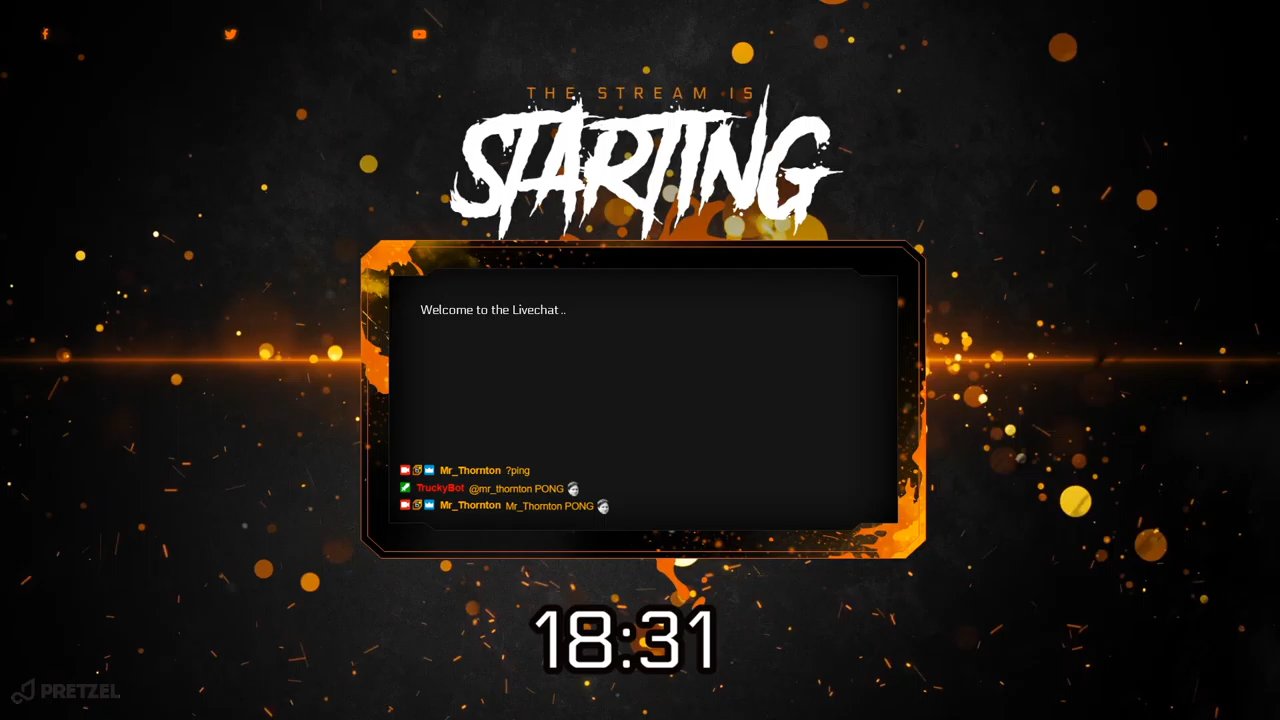 THE STREAM IS
STARTING
Welcome to the Livechat ..
Mr_Thornton ?ping
TruckyBot @mr_thornton PONG
Mr_Thornton Mr_Thornton PONG
18:31
PRETZEL